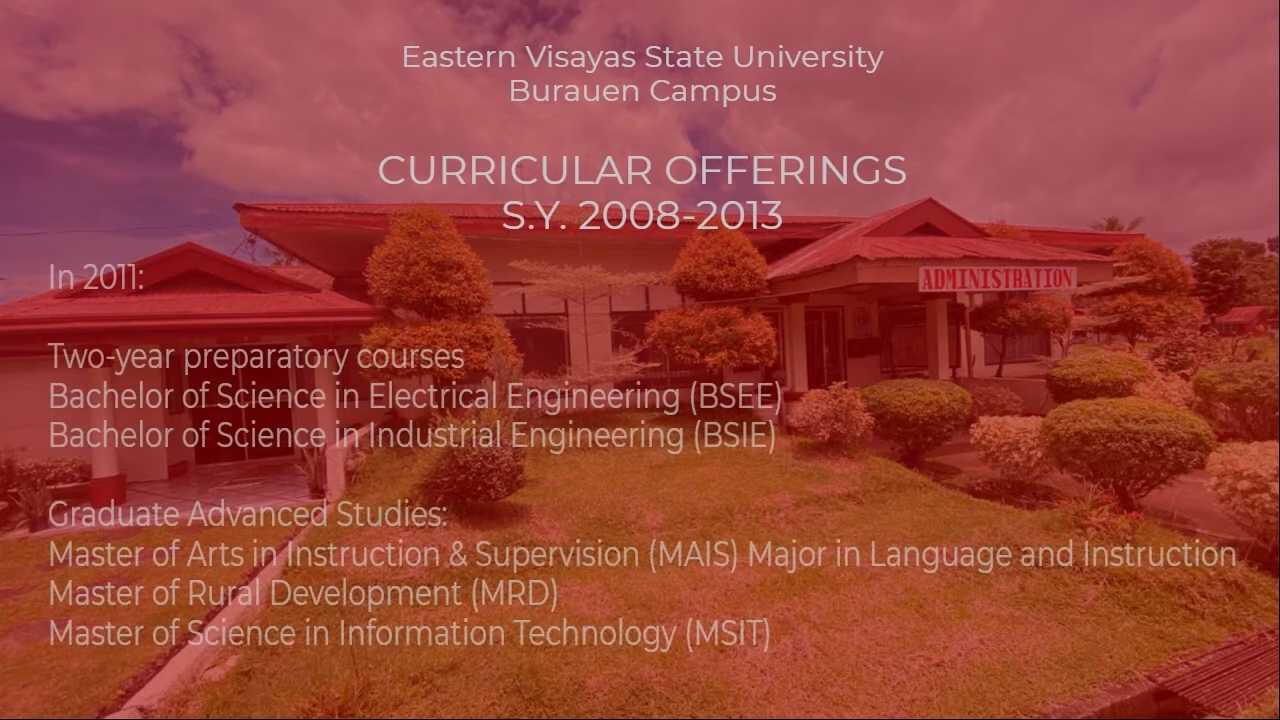 Eastern Visayas State University
Burauen Campus
CURRICULAR OFFERINGS
S.Y. 2008-2013
ADMINISTRATION
In 2011:
Two-year preparatory courses
Bachelor of Science in Electrical Engineering (BSEE)
Bachelor of Science in Industrial Engineering (BSIE)
Graduate Advanced Studies:
Master of Arts in Instruction & Supervision (MAIS) Major in Language and Instruction
Master of Rural Development (MRD)
Master of Science in Information Technology (MSIT)